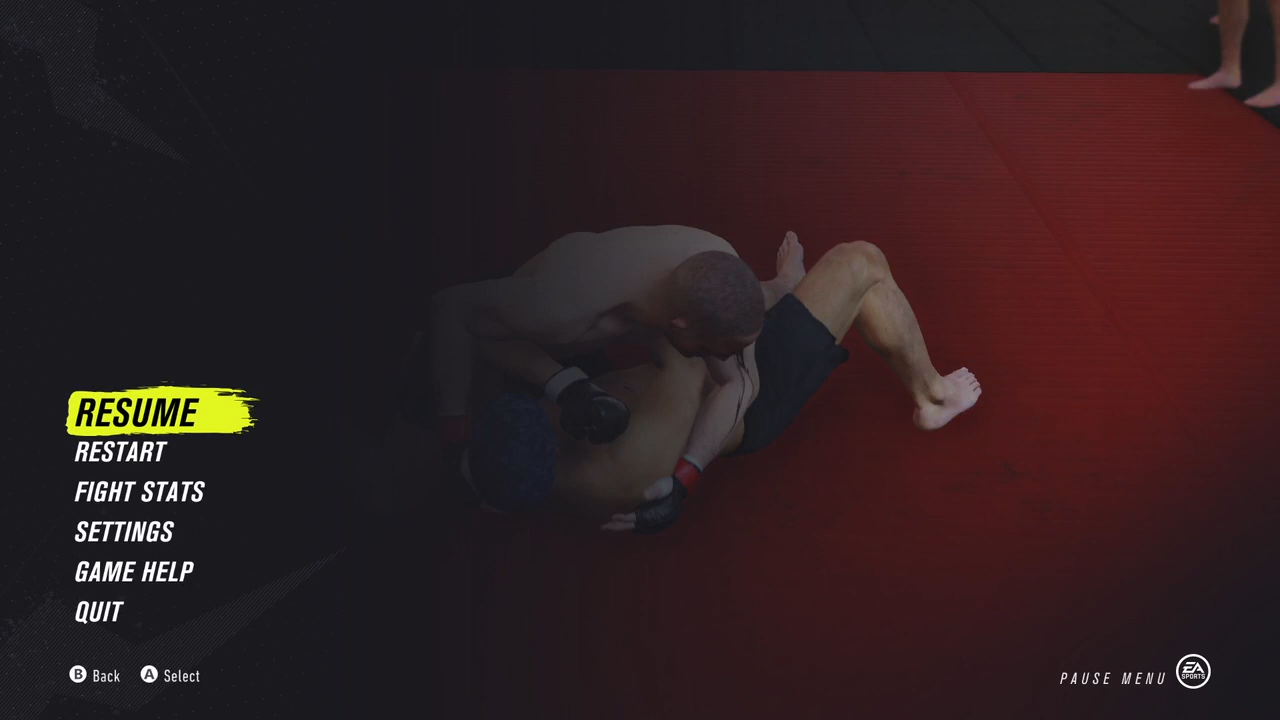 RESUME
RESTART
FIGHT STATS
SETTINGS
GAME HELP
QUIT
B Back A Select
PAUSE MENU EA SPORTS